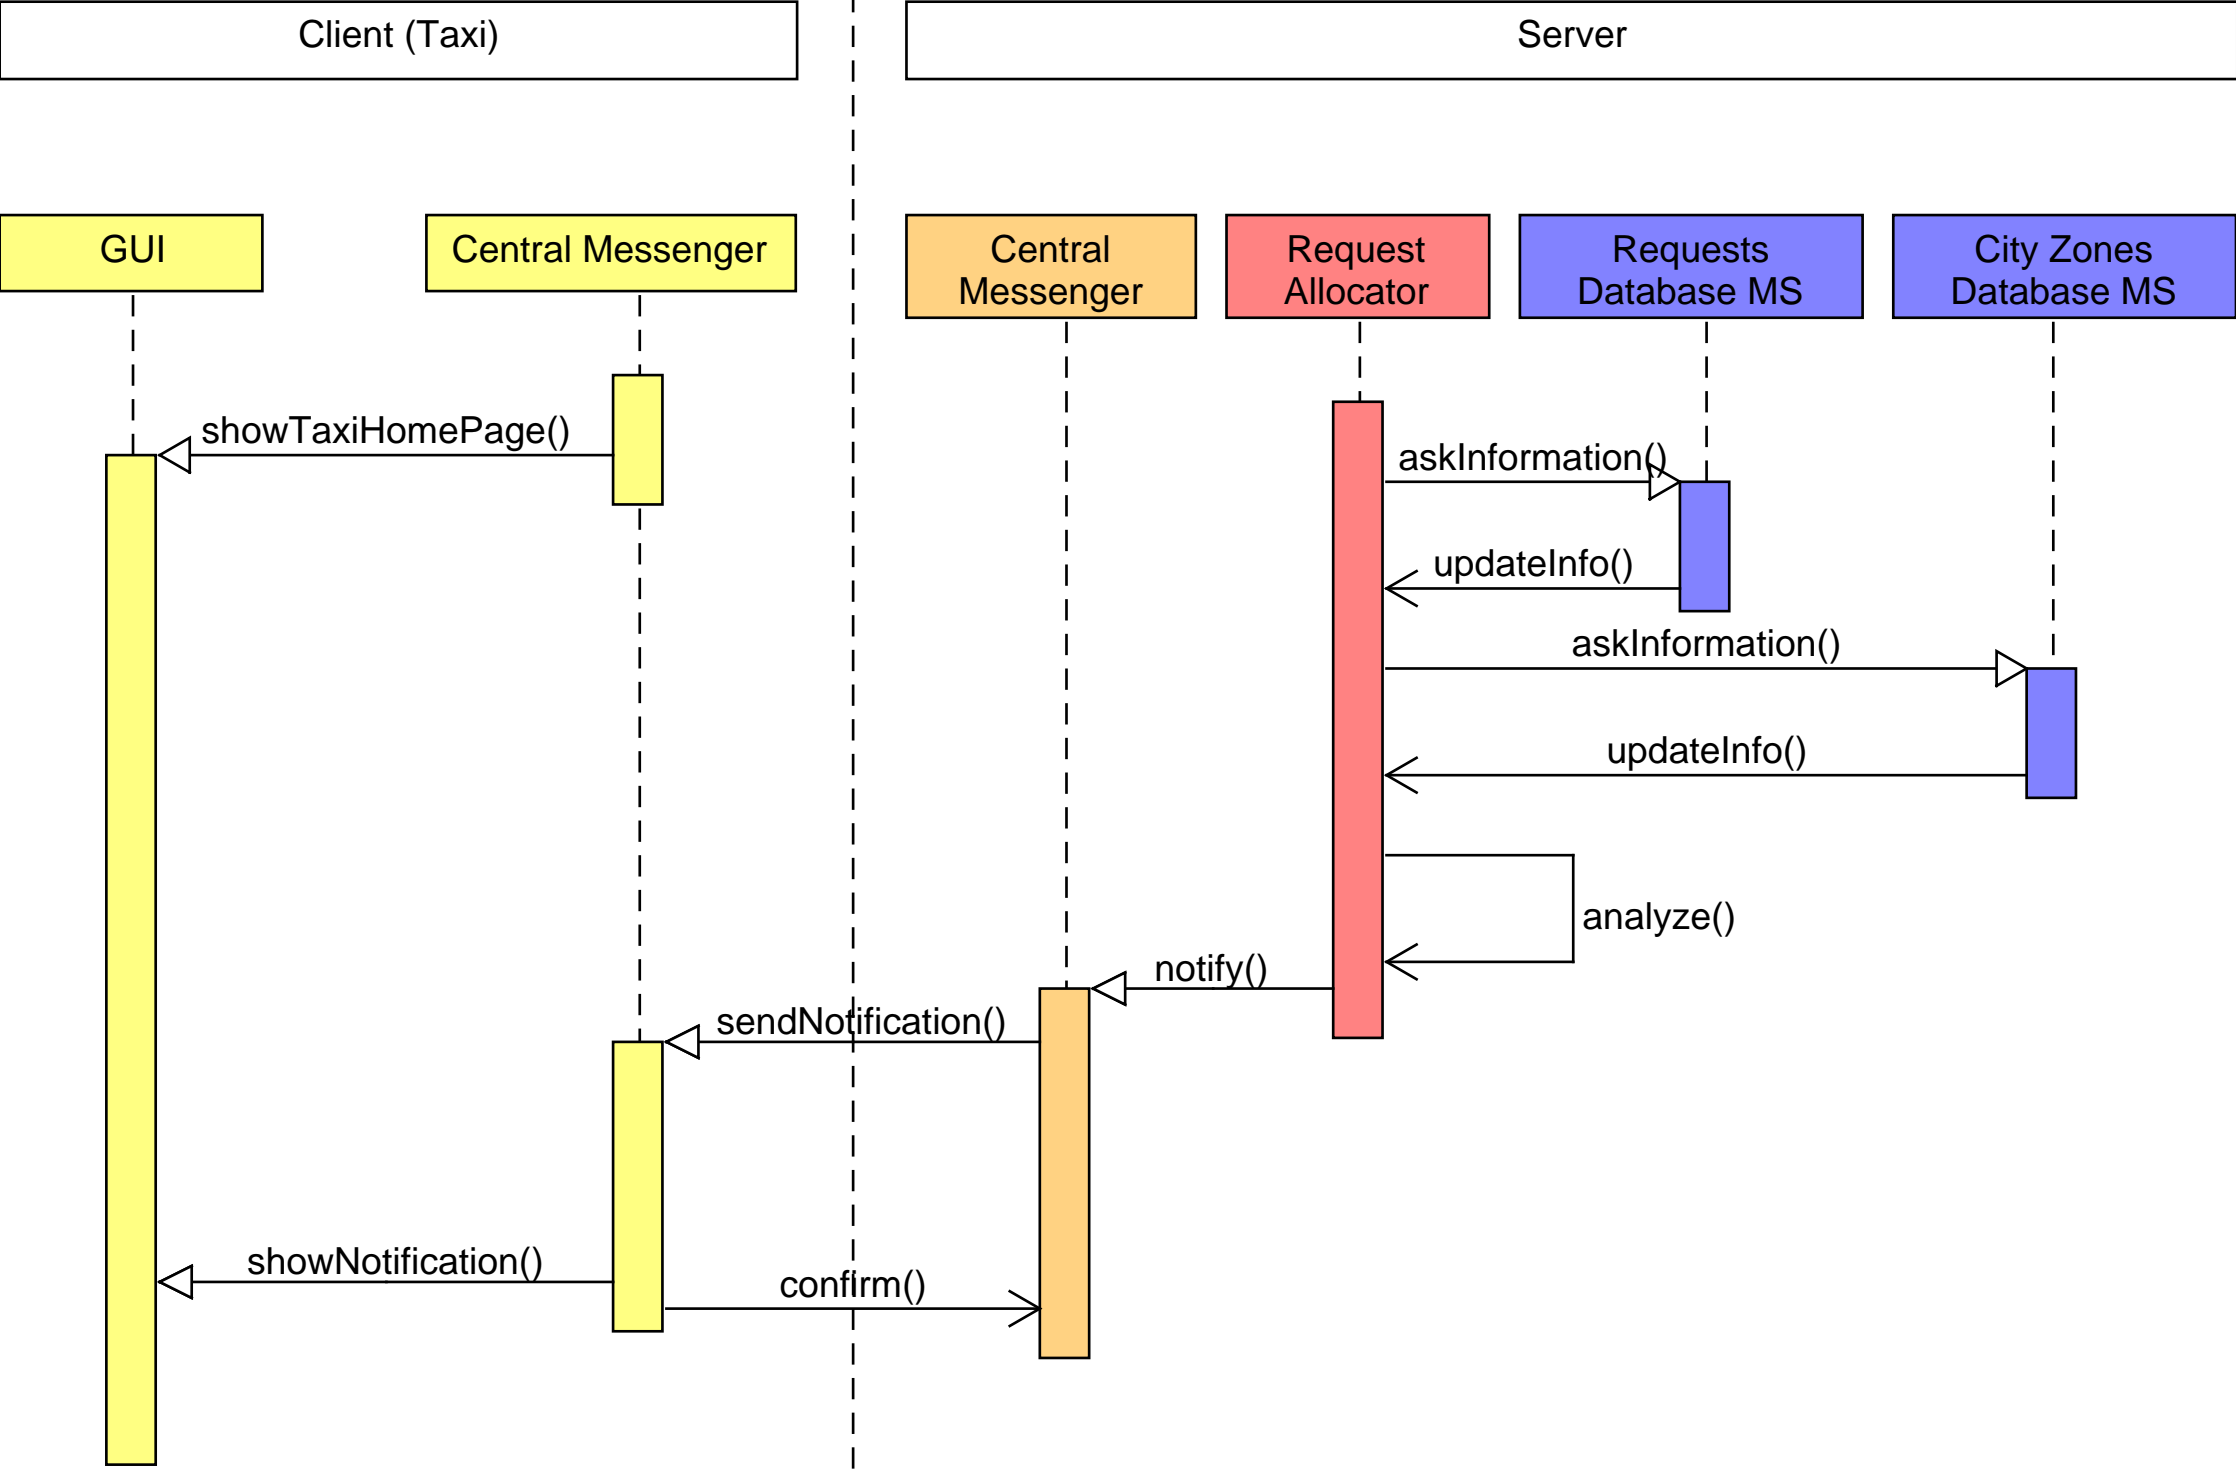 Client (Taxi)
Server
GUI
Central Messenger
Central
Messenger
Request
Allocator
Requests
Database MS
City Zones
Database MS
showTaxiHomePage()
askInformation()
updateInfo()
askInformation()
updateInfo()
analyze()
notify()
sendNotification()
showNotification()
confirm()